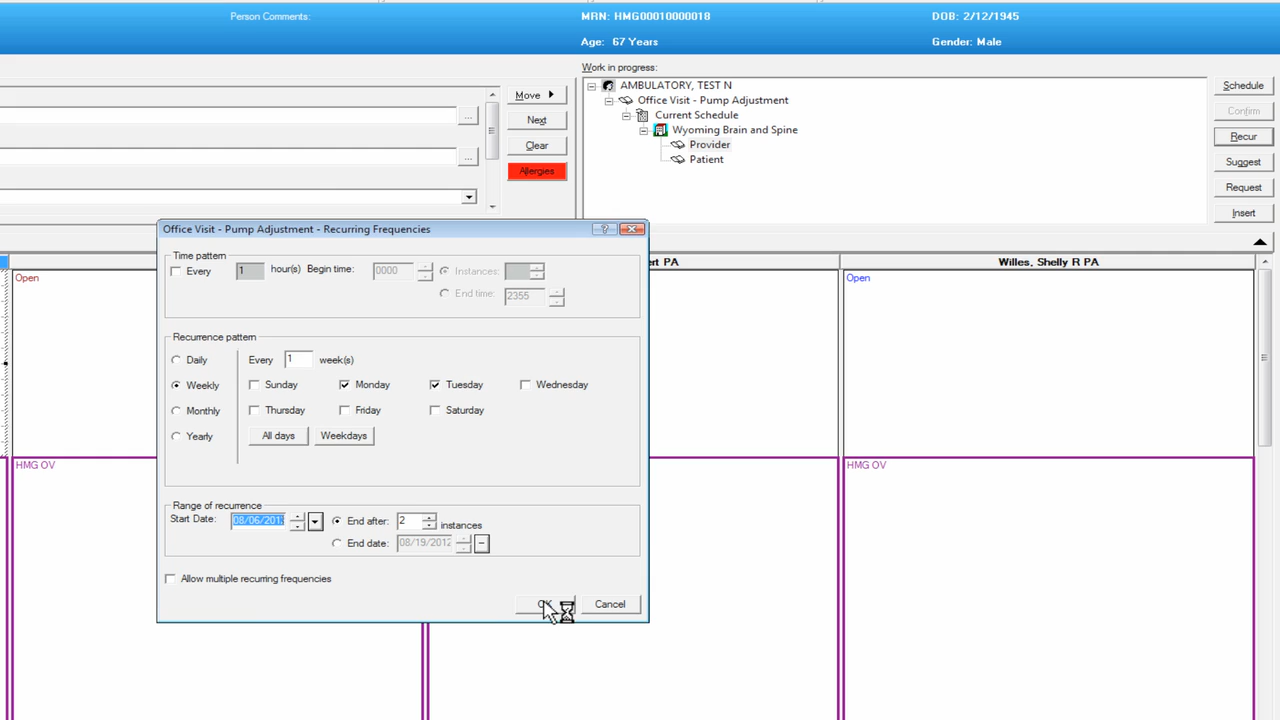 Person Comments:
MRN: HMG00010000018
DOB: 2/12/1945
Age: 67 Years
Gender: Male
Work in progress:
AMBULATORY, TEST N
Office Visit - Pump Adjustment
Current Schedule
Wyoming Brain and Spine
Provider
Patient
Move
Next
Clear
Allergies
Schedule
Confirm
Recur
Suggest
Request
Insert
Office Visit - Pump Adjustment - Recurring Frequencies
Time pattern
Every 1 hour(s) Begin time: 0000 Instances:
End time: 2355
Recurrence pattern
Daily
Weekly
Monthly
Yearly
Every 1 week(s)
Sunday Monday Tuesday Wednesday
Thursday Friday Saturday
All days Weekdays
Range of recurrence
Start Date: 08/06/201 End after: 2 instances
End date: 08/19/2012
Allow multiple recurring frequencies
OK Cancel
PA
Willes, Shelly R PA
Open
Open
HMG OV
HMG OV